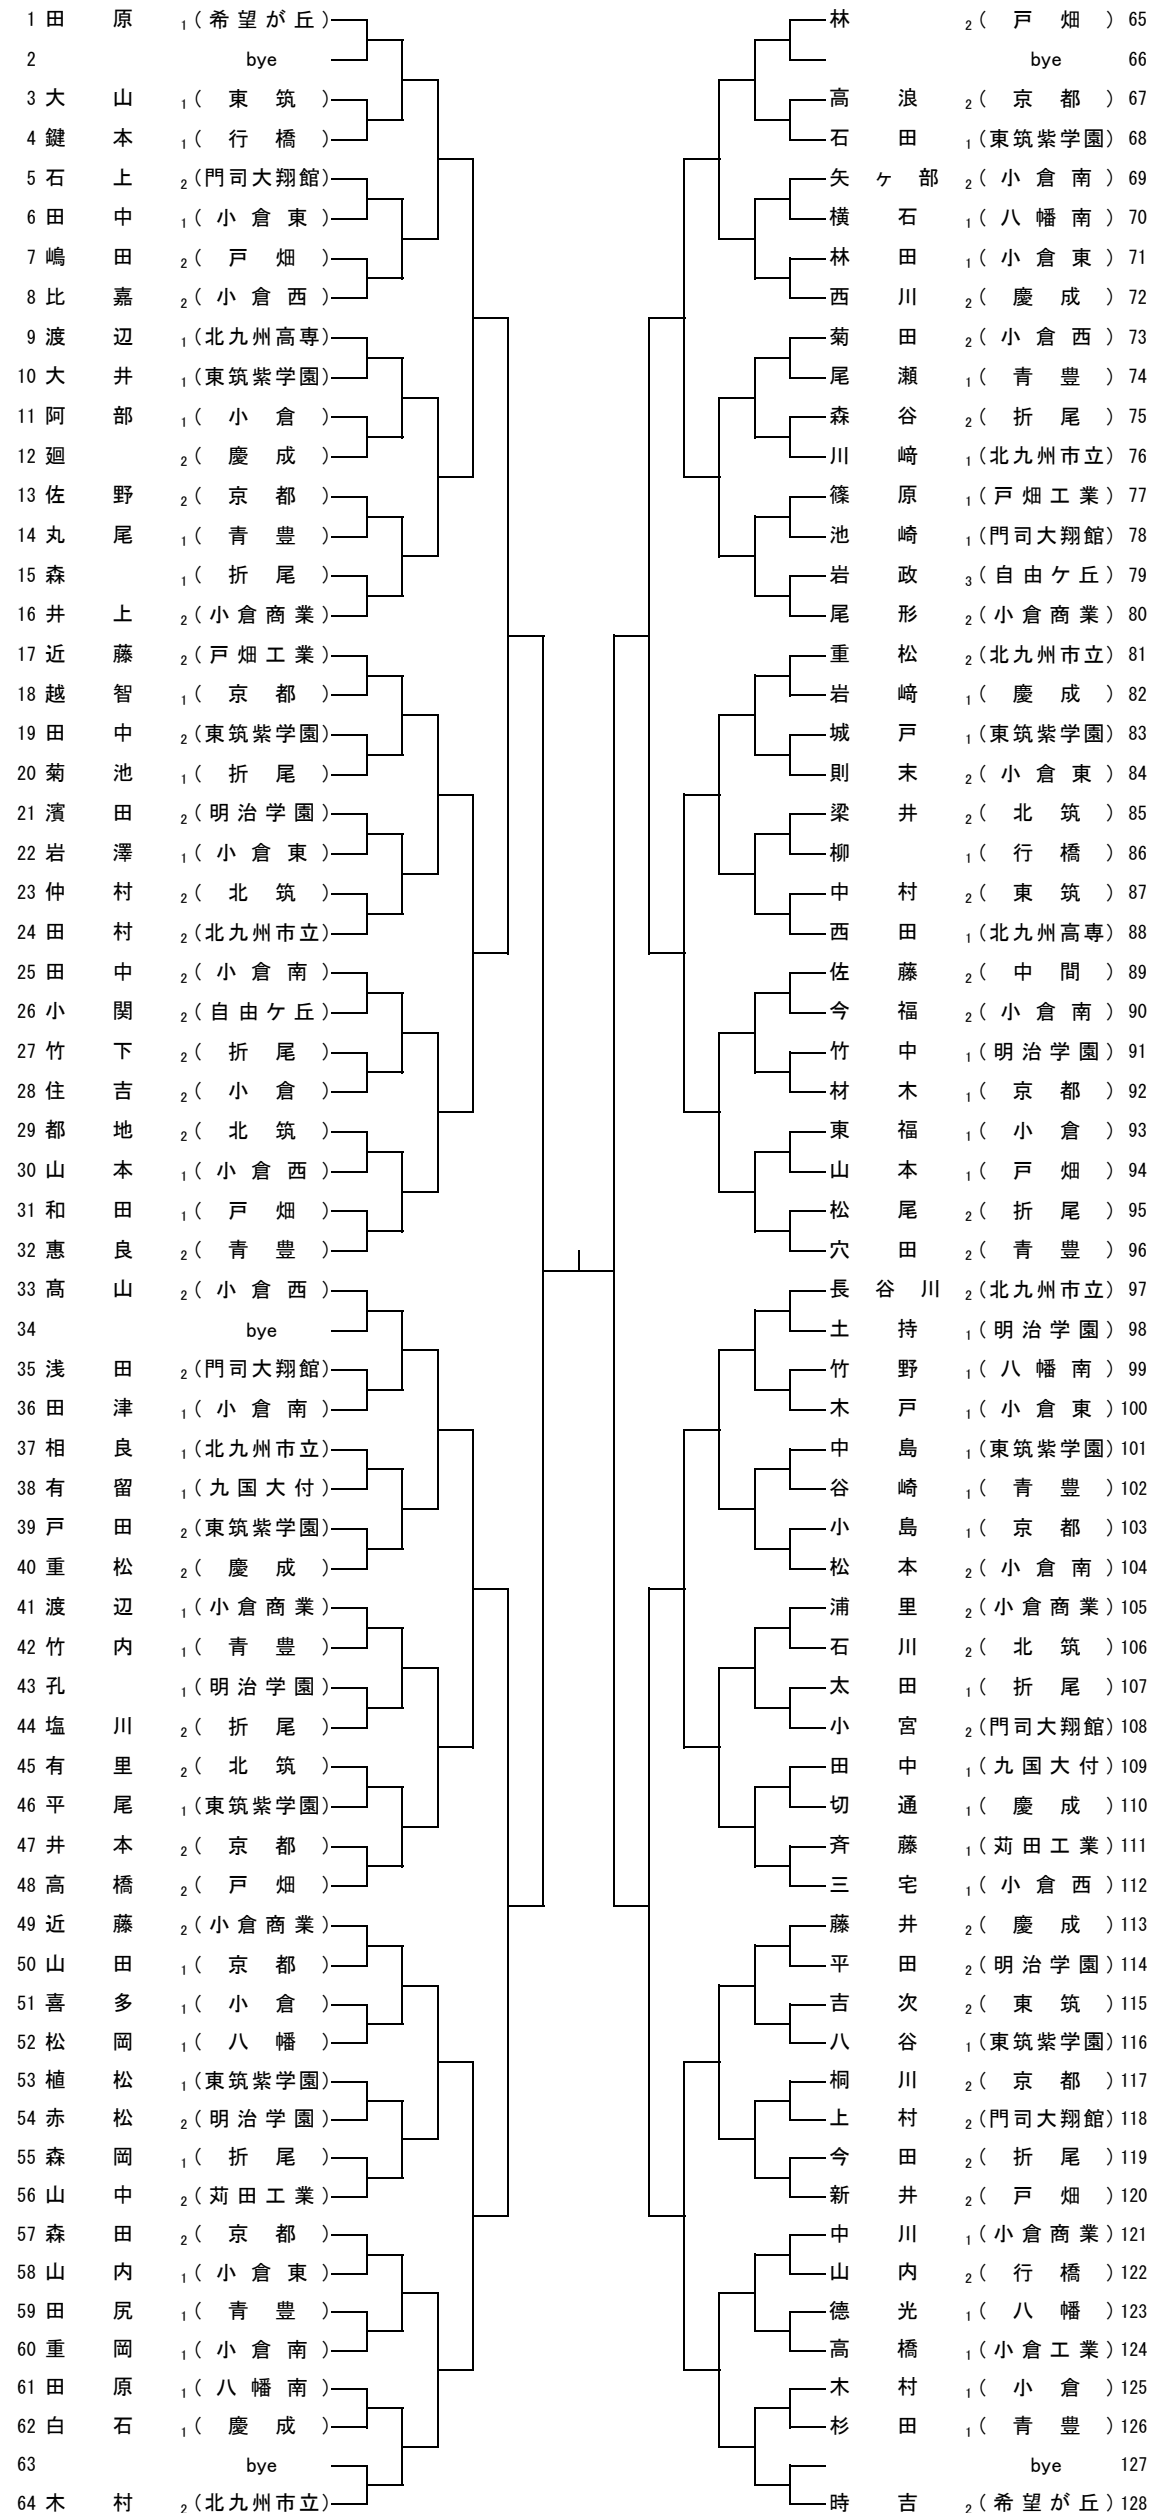 1 田原 1 (希望が丘)
2 bye
3 大山 1 (東筑)
4 鍵本 1 (行橋)
5 石上 2 (門司大翔館)
6 田中 1 (小倉東)
7 嶋田 2 (戸畑)
8 比嘉 2 (小倉西)
9 渡辺 1 (北九州高専)
10 大井 1 (東筑紫学園)
11 阿部 1 (小倉)
12 廻 2 (慶成)
13 佐野 2 (京都)
14 丸尾 1 (青豊)
15 森 1 (折尾)
16 井上 2 (小倉商業)
17 近藤 2 (戸畑工業)
18 越智 1 (京都)
19 田中 2 (東筑紫学園)
20 菊池 1 (折尾)
21 濱田 2 (明治学園)
22 岩澤 1 (小倉東)
23 仲村 2 (北筑)
24 田村 2 (北九州市立)
25 田中 2 (小倉南)
26 小関 2 (自由ケ丘)
27 竹下 2 (折尾)
28 住吉 2 (小倉)
29 都地 2 (北筑)
30 山本 1 (小倉西)
31 和田 1 (戸畑)
32 惠良 2 (青豊)
33 髙山 2 (小倉西)
34 bye
35 浅田 2 (門司大翔館)
36 田津 1 (小倉南)
37 相良 1 (北九州市立)
38 有留 1 (九国大付)
39 戸田 2 (東筑紫学園)
40 重松 2 (慶成)
41 渡辺 1 (小倉商業)
42 竹内 1 (青豊)
43 孔 1 (明治学園)
44 塩川 2 (折尾)
45 有里 2 (北筑)
46 平尾 1 (東筑紫学園)
47 井本 2 (京都)
48 高橋 2 (戸畑)
49 近藤 2 (小倉商業)
50 山田 1 (京都)
51 喜多 1 (小倉)
52 松岡 1 (八幡)
53 植松 1 (東筑紫学園)
54 赤松 2 (明治学園)
55 森岡 1 (折尾)
56 山中 2 (苅田工業)
57 森田 2 (京都)
58 山内 1 (小倉東)
59 田尻 1 (青豊)
60 重岡 1 (小倉南)
61 田原 1 (八幡南)
62 白石 1 (慶成)
63 bye
64 木村 2 (北九州市立)
林 2 (戸畑) 65
bye 66
高浪 2 (京都) 67
石田 1 (東筑紫学園) 68
矢ヶ部 2 (小倉南) 69
横石 1 (八幡南) 70
林田 1 (小倉東) 71
西川 2 (慶成) 72
菊田 2 (小倉西) 73
尾瀬 1 (青豊) 74
森谷 2 (折尾) 75
川﨑 1 (北九州市立) 76
篠原 1 (戸畑工業) 77
池崎 1 (門司大翔館) 78
岩政 3 (自由ケ丘) 79
尾形 2 (小倉商業) 80
重松 2 (北九州市立) 81
岩﨑 1 (慶成) 82
城戸 1 (東筑紫学園) 83
則末 2 (小倉東) 84
梁井 2 (北筑) 85
柳 1 (行橋) 86
中村 2 (東筑) 87
西田 1 (北九州高専) 88
佐藤 2 (中間) 89
今福 2 (小倉南) 90
竹中 1 (明治学園) 91
材木 1 (京都) 92
東福 1 (小倉) 93
山本 1 (戸畑) 94
松尾 2 (折尾) 95
穴田 2 (青豊) 96
長谷川 2 (北九州市立) 97
土持 1 (明治学園) 98
竹野 1 (八幡南) 99
木戸 1 (小倉東) 100
中島 1 (東筑紫学園) 101
谷崎 1 (青豊) 102
小島 1 (京都) 103
松本 2 (小倉南) 104
浦里 2 (小倉商業) 105
石川 2 (北筑) 106
太田 1 (折尾) 107
小宮 2 (門司大翔館) 108
田中 1 (九国大付) 109
切通 1 (慶成) 110
斉藤 1 (苅田工業) 111
三宅 1 (小倉西) 112
藤井 2 (慶成) 113
平田 2 (明治学園) 114
吉次 2 (東筑) 115
八谷 1 (東筑紫学園) 116
桐川 2 (京都) 117
上村 2 (門司大翔館) 118
今田 2 (折尾) 119
新井 2 (戸畑) 120
中川 1 (小倉商業) 121
山内 2 (行橋) 122
德光 1 (八幡) 123
高橋 1 (小倉工業) 124
木村 1 (小倉) 125
杉田 1 (青豊) 126
bye 127
時吉 2 (希望が丘) 128